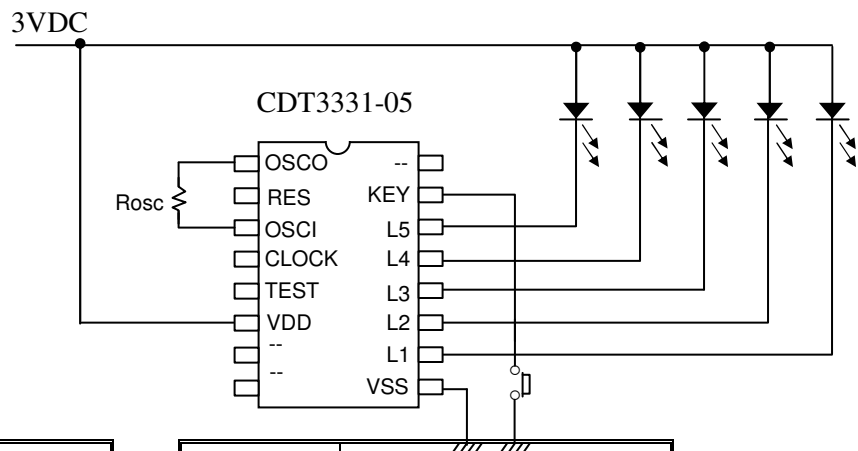 3VDC
CDT3331-05
OSCO
--
RES
KEY
Rosc
OSCI
L5
CLOCK
L4
TEST
L3
VDD
L2
--
L1
--
VSS